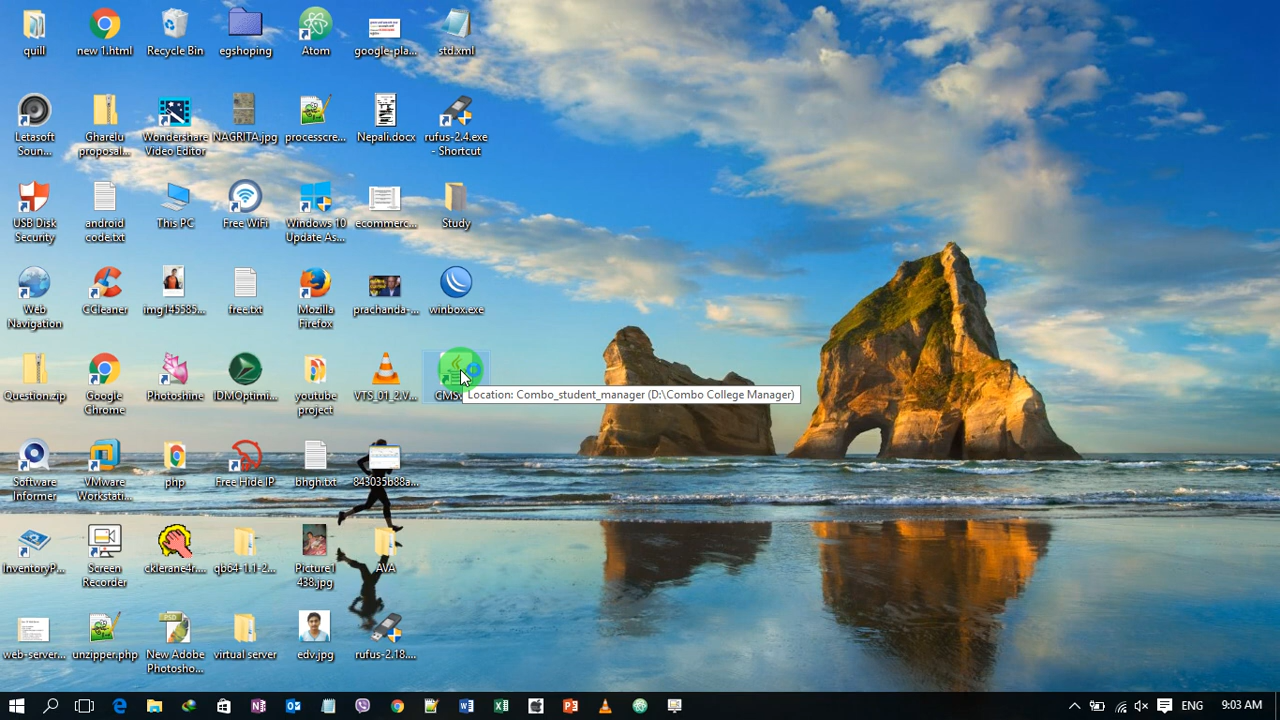 quill
new 1.html
Recycle Bin
egshoping
Atom
google-pla...
std.xml
Letasoft
Soun...
Gharelu
proposal...
Wondershare
Video Editor
NAGRITA.jpg
processcre...
Nepali.docx
rufus-2.4.exe
- Shortcut
USB Disk
Security
android
code.txt
This PC
Free WiFi
Windows 10
Update As...
ecommerc...
Study
Web
Navigation
CCleaner
img145585...
free.txt
Mozilla
Firefox
prachanda-...
winbox.exe
Question.zip
Google
Chrome
Photoshine
IDMOptimi...
youtube
project
VTS_01_2.V...
Location: Combo_student_manager (D:\Combo College Manager)
Software
Informer
VMware
Workstati...
php
Free Hide IP
bhgh.txt
843035b88a...
InventoryP...
Screen
Recorder
cklerane4r...
qb64-1.1-2...
Picture1
438.jpg
AVA
web-server...
unzipper.php
New Adobe
Photosho...
virtual server
edv.jpg
rufus-2.18....
ENG
9:03 AM